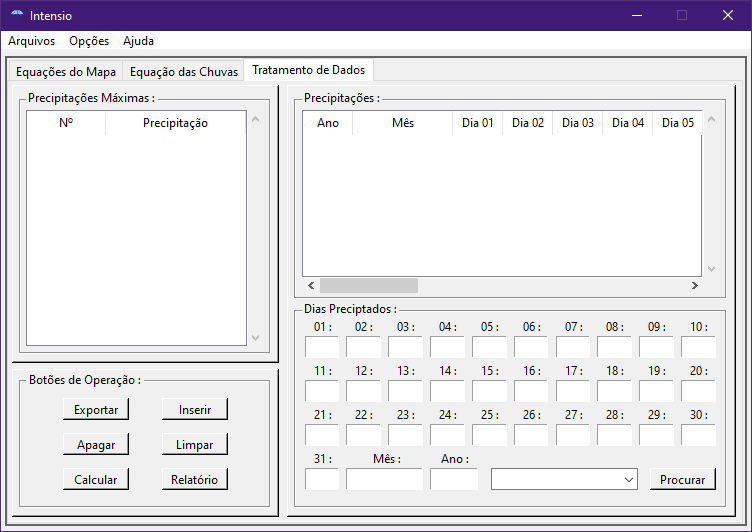 Intensio
Arquivos Opções Ajuda
Equações do Mapa Equação das Chuvas Tratamento de Dados
Precipitações Máximas :
Nº Precipitação
Botões de Operação :
Exportar Inserir
Apagar Limpar
Calcular Relatório
Precipitações :
Ano Mês Dia 01 Dia 02 Dia 03 Dia 04 Dia 05
Dias Preciptados :
01 : 02 : 03 : 04 : 05 : 06 : 07 : 08 : 09 : 10 :
11 : 12 : 13 : 14 : 15 : 16 : 17 : 18 : 19 : 20 :
21 : 22 : 23 : 24 : 25 : 26 : 27 : 28 : 29 : 30 :
31 : Mês : Ano :
Procurar